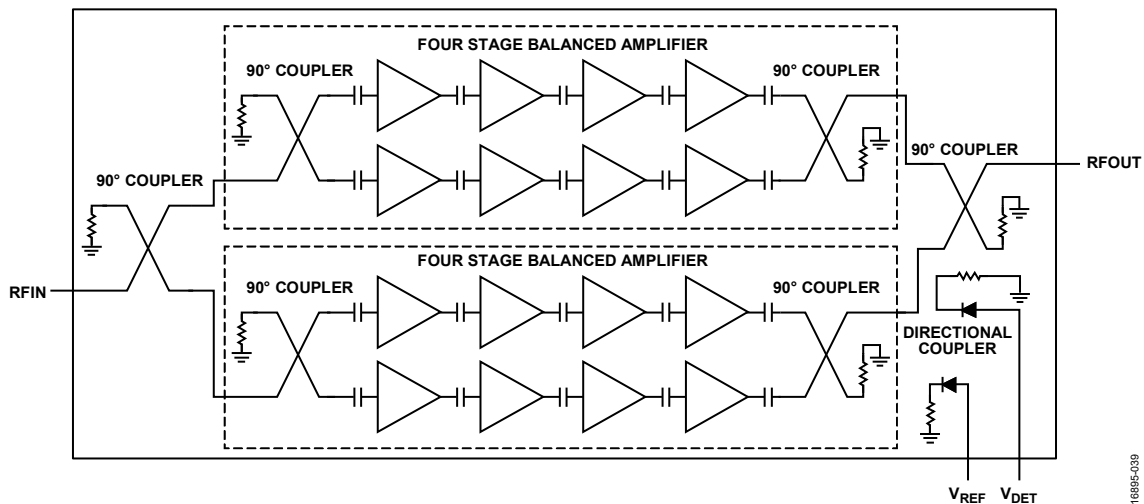 FOUR STAGE BALANCED AMPLIFIER
90° COUPLER
90° COUPLER
90° COUPLER
90° COUPLER
RFOUT
FOUR STAGE BALANCED AMPLIFIER
90° COUPLER
90° COUPLER
RFIN
DIRECTIONAL
COUPLER
VREF
VDET
16895-039